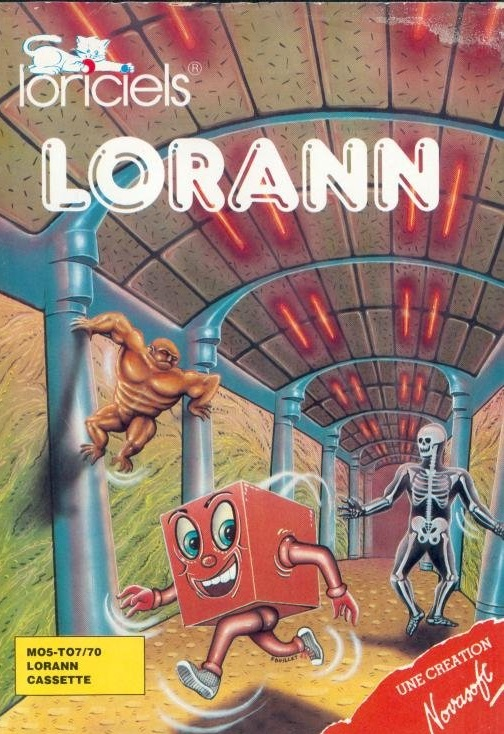 loriciels®
LORANN
MO5-TO7/70
LORANN
CASSETTE
UNE CREATION
Novasoft